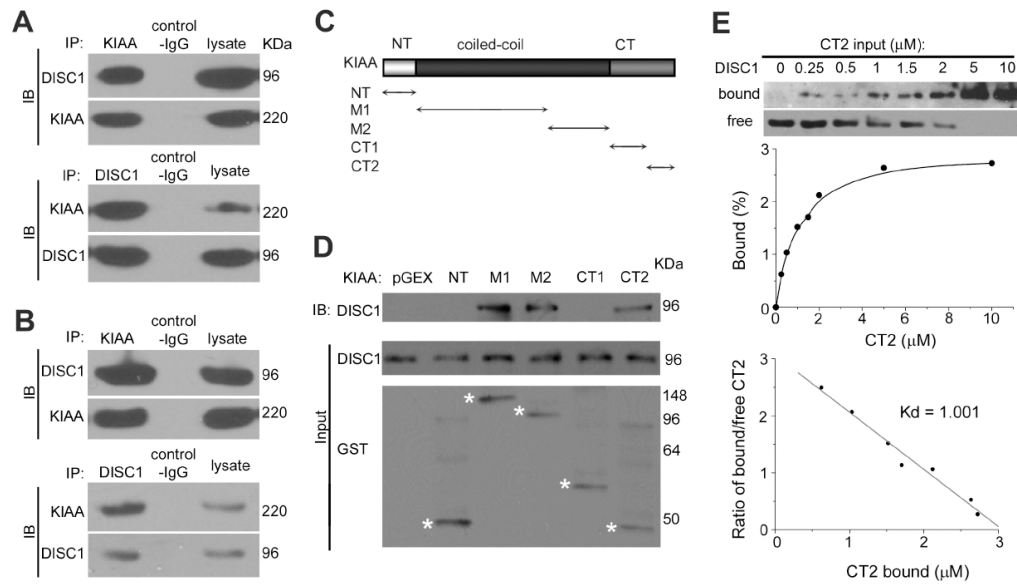 A
IP: KIAA control -IgG lysate KDa
IB
DISC1 96
KIAA 220
IP: DISC1 control -IgG lysate
IB
KIAA 220
DISC1 96
B
IP: KIAA control -IgG lysate
IB
DISC1 96
KIAA 220
IP: DISC1 control -IgG lysate
IB
KIAA 220
DISC1 96
C
NT coiled-coil CT
KIAA
NT
M1
M2
CT1
CT2
D
KIAA: pGEX NT M1 M2 CT1 CT2 KDa
IB: DISC1 96
Input
DISC1 96
GST
* * * * *
148
96
64
50
E
CT2 input (μM):
DISC1 0 0.25 0.5 1 1.5 2 5 10
bound
free
Bound (%)
3
2
1
0
0 2 4 6 8 10
CT2 (μM)
Ratio of bound/free CT2
3
2
1
0
Kd = 1.001
0 1 2 3
CT2 bound (μM)